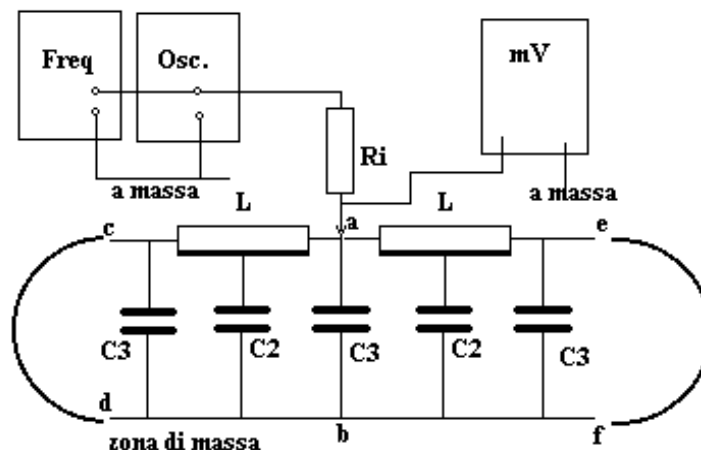 Freq
Osc.
mV
Ri
a massa
a massa
L
a
L
c
e
C3
C2
C3
C2
C3
d
zona di massa
b
f